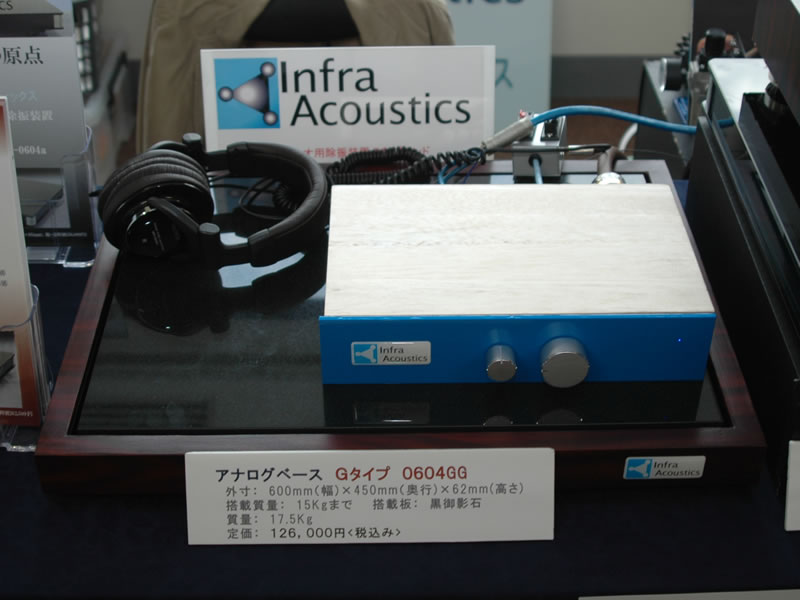 の原点
Infra
Acoustics
Infra
Acoustics
Infra
Acoustics
アナログベース Gタイプ 0604GG
外寸: 600mm(幅)×450mm(奥行)×62mm(高さ)
搭載質量: 15Kgまで 搭載板: 黒御影石
質量: 17.5Kg
定価: 126,000円<税込み>